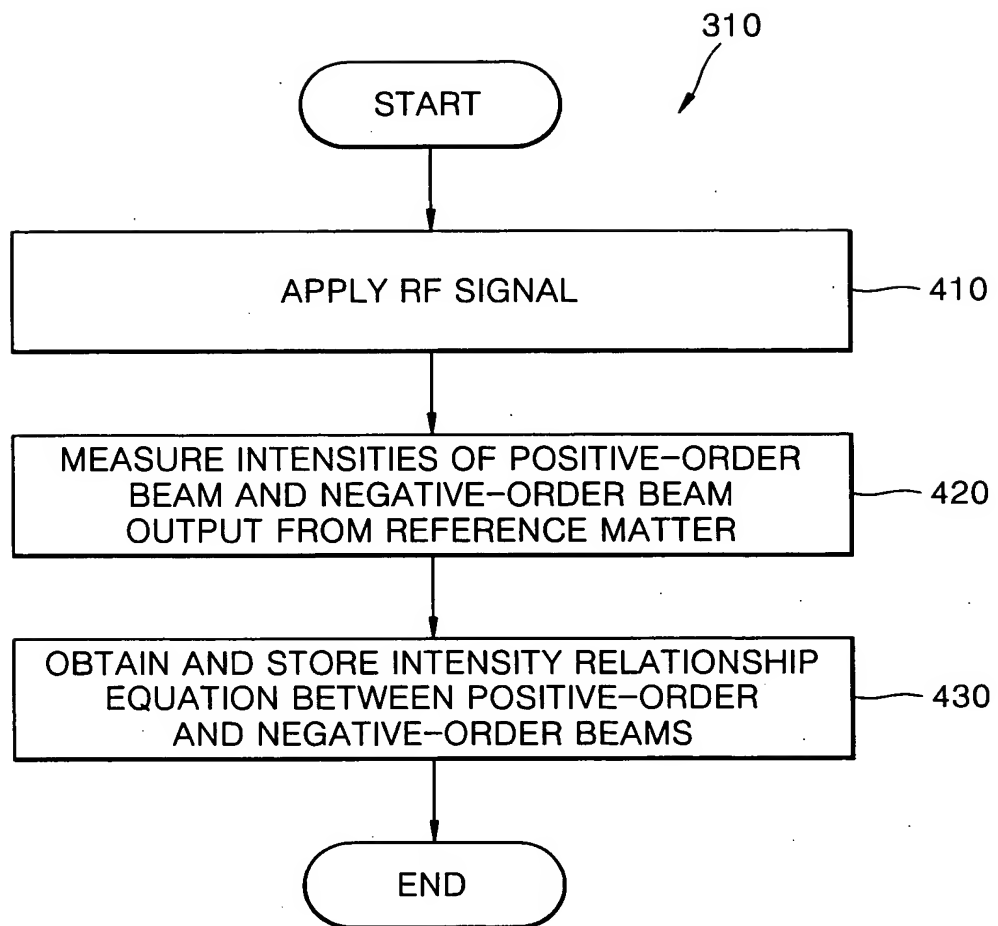 310
START
APPLY RF SIGNAL
410
MEASURE INTENSITIES OF POSITIVE-ORDER
BEAM AND NEGATIVE-ORDER BEAM
OUTPUT FROM REFERENCE MATTER
420
OBTAIN AND STORE INTENSITY RELATIONSHIP
EQUATION BETWEEN POSITIVE-ORDER
AND NEGATIVE-ORDER BEAMS
430
END